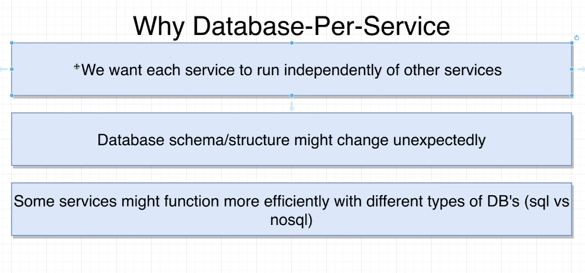 Why Database-Per-Service
We want each service to run independently of other services
Database schema/structure might change unexpectedly
Some services might function more efficiently with different types of DB's (sql vs
nosql)